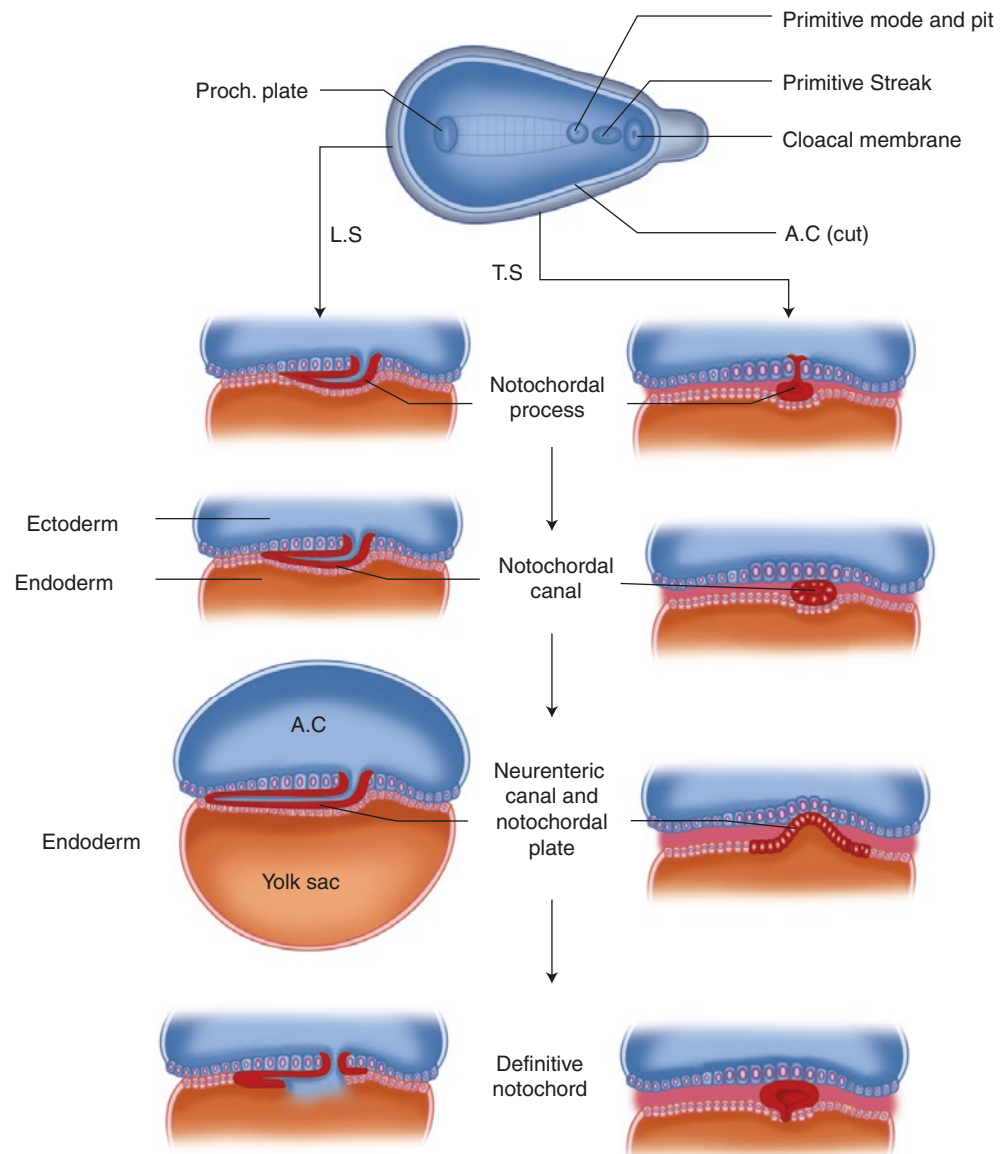 Primitive mode and pit
Proch. plate
Primitive Streak
Cloacal membrane
A.C (cut)
L.S
T.S
Notochordal
process
Ectoderm
Endoderm
Notochordal
canal
A.C
Neurenteric
canal and
notochordal
plate
Endoderm
Yolk sac
Definitive
notochord